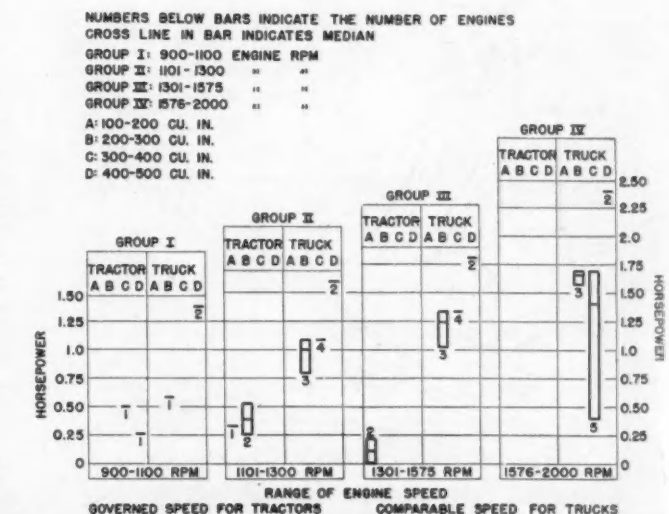 NUMBERS BELOW BARS INDICATE THE NUMBER OF ENGINES
CROSS LINE IN BAR INDICATES MEDIAN
GROUP I: 900-1100 ENGINE RPM
GROUP II: 1101-1300 " "
GROUP III: 1301-1575 " "
GROUP IV: 1576-2000 " "
A: 100-200 CU. IN.
B: 200-300 CU. IN.
C: 300-400 CU. IN.
D: 400-500 CU. IN.
GROUP I
TRACTOR TRUCK
A B C D A B C D
2
1 1
1
900-1100 RPM
GROUP II
TRACTOR TRUCK
A B C D A B C D
2
4
3
1 2
1101-1300 RPM
GROUP III
TRACTOR TRUCK
A B C D A B C D
2
4
3
2
1301-1575 RPM
GROUP IV
TRACTOR TRUCK
A B C D A B C D
2
3
5
1576-2000 RPM
HORSEPOWER
1.50
1.25
1.0
0.75
0.50
0.25
0
2.50
2.25
2.0
1.75
1.50
1.25
1.0
0.75
0.50
0.25
0
HORSEPOWER
RANGE OF ENGINE SPEED
GOVERNED SPEED FOR TRACTORS COMPARABLE SPEED FOR TRUCKS